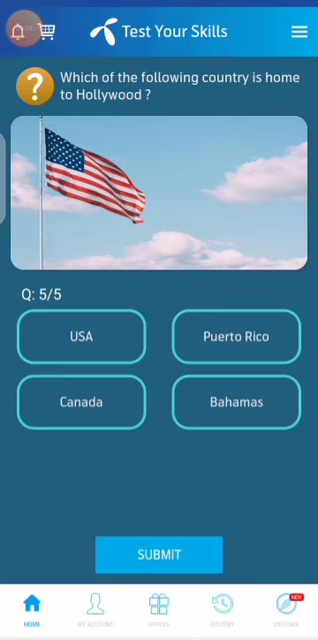 Test Your Skills
Which of the following country is home
to Hollywood ?
Q: 5/5
USA
Puerto Rico
Canada
Bahamas
SUBMIT
NEW
HOME
MY ACCOUNT
OFFERS
HISTORY
EXPLORE